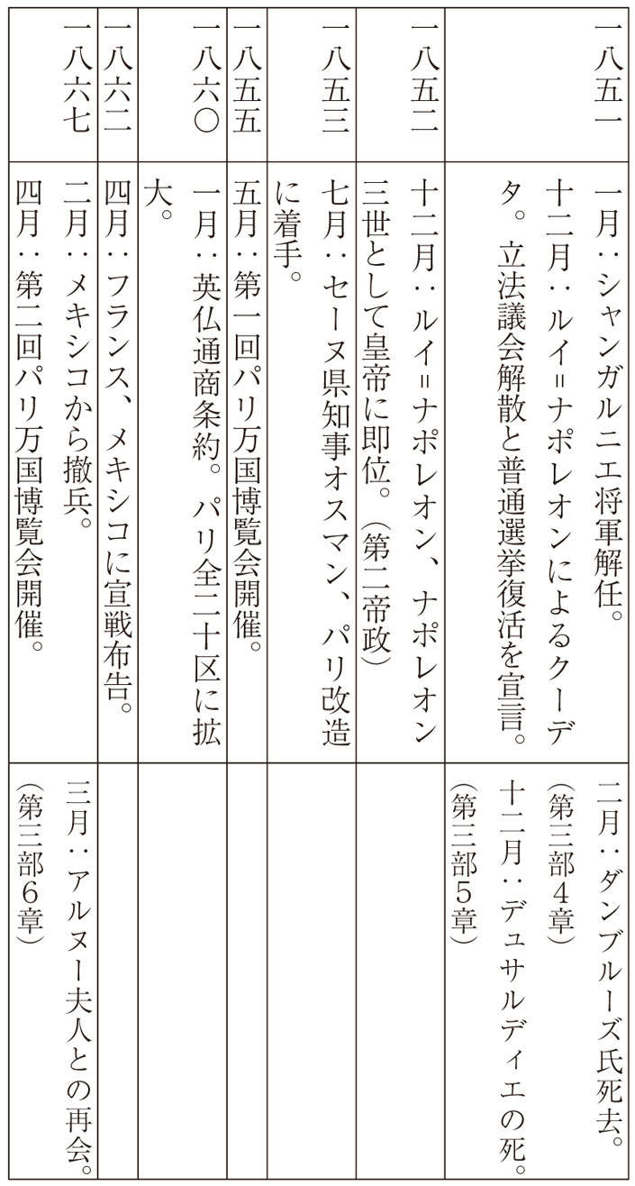 一八五一
一月：シャンガルニエ将軍解任。
十二月：ルイ＝ナポレオンによるクーデ
タ。立法議会解散と普通選挙復活を宣言。
二月：ダンブルーズ氏死去。
（第三部４章）
十二月：デュサルディエの死。
（第三部５章）
一八五二
十二月：ルイ＝ナポレオン、ナポレオン
三世として皇帝に即位。（第二帝政）
一八五三
七月：セーヌ県知事オスマン、パリ改造
に着手。
一八五五
五月：第一回パリ万国博覧会開催。
一八六〇
一月：英仏通商条約。パリ全二十区に拡
大。
一八六二
四月：フランス、メキシコに宣戦布告。
一八六七
二月：メキシコから撤兵。
四月：第二回パリ万国博覧会開催。
三月：アルヌー夫人との再会。
（第三部６章）